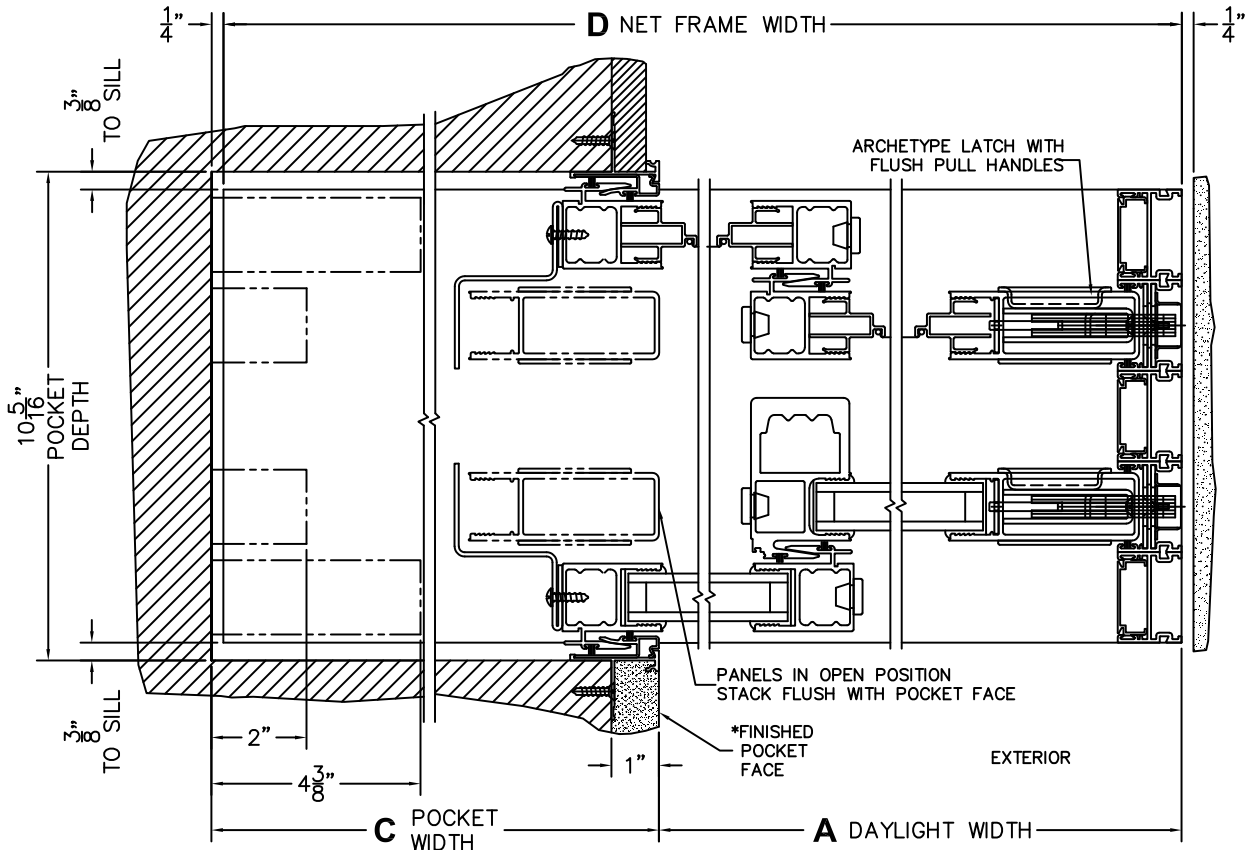 1/4"
D NET FRAME WIDTH
1/4"
3/8"
TO SILL
ARCHETYPE LATCH WITH
FLUSH PULL HANDLES
10 5/16"
POCKET
DEPTH
PANELS IN OPEN POSITION
STACK FLUSH WITH POCKET FACE
3/8"
TO SILL
*FINISHED
POCKET
FACE
2"
1"
EXTERIOR
4 3/8"
C POCKET
WIDTH
A DAYLIGHT WIDTH